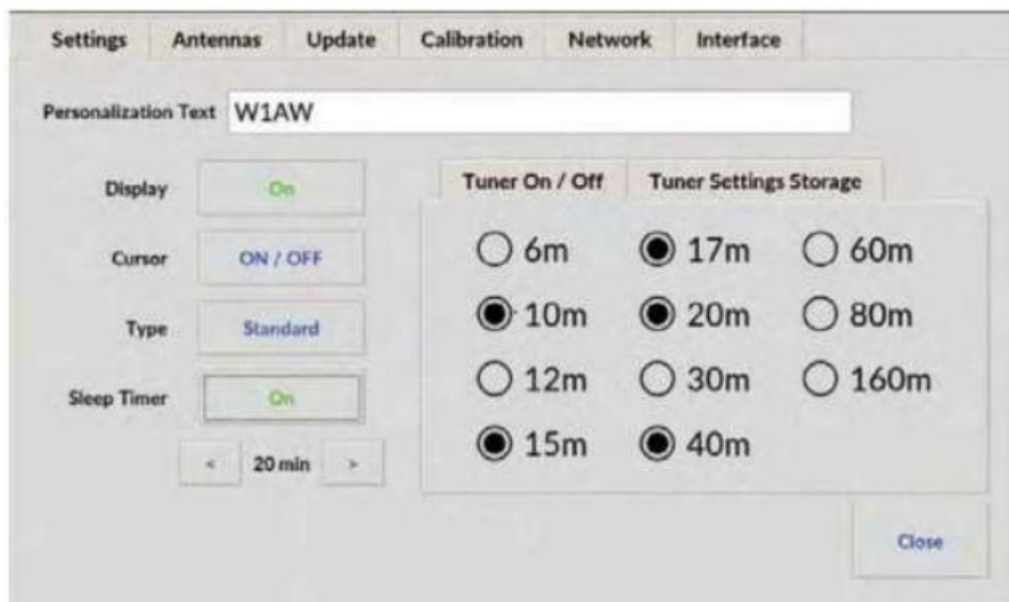 Settings Antennas Update Calibration Network Interface
Personalization Text W1AW
Display On
Cursor ON / OFF
Type Standard
Sleep Timer On
< 20 min >
Tuner On / Off Tuner Settings Storage
6m 17m 60m
10m 20m 80m
12m 30m 160m
15m 40m
Close